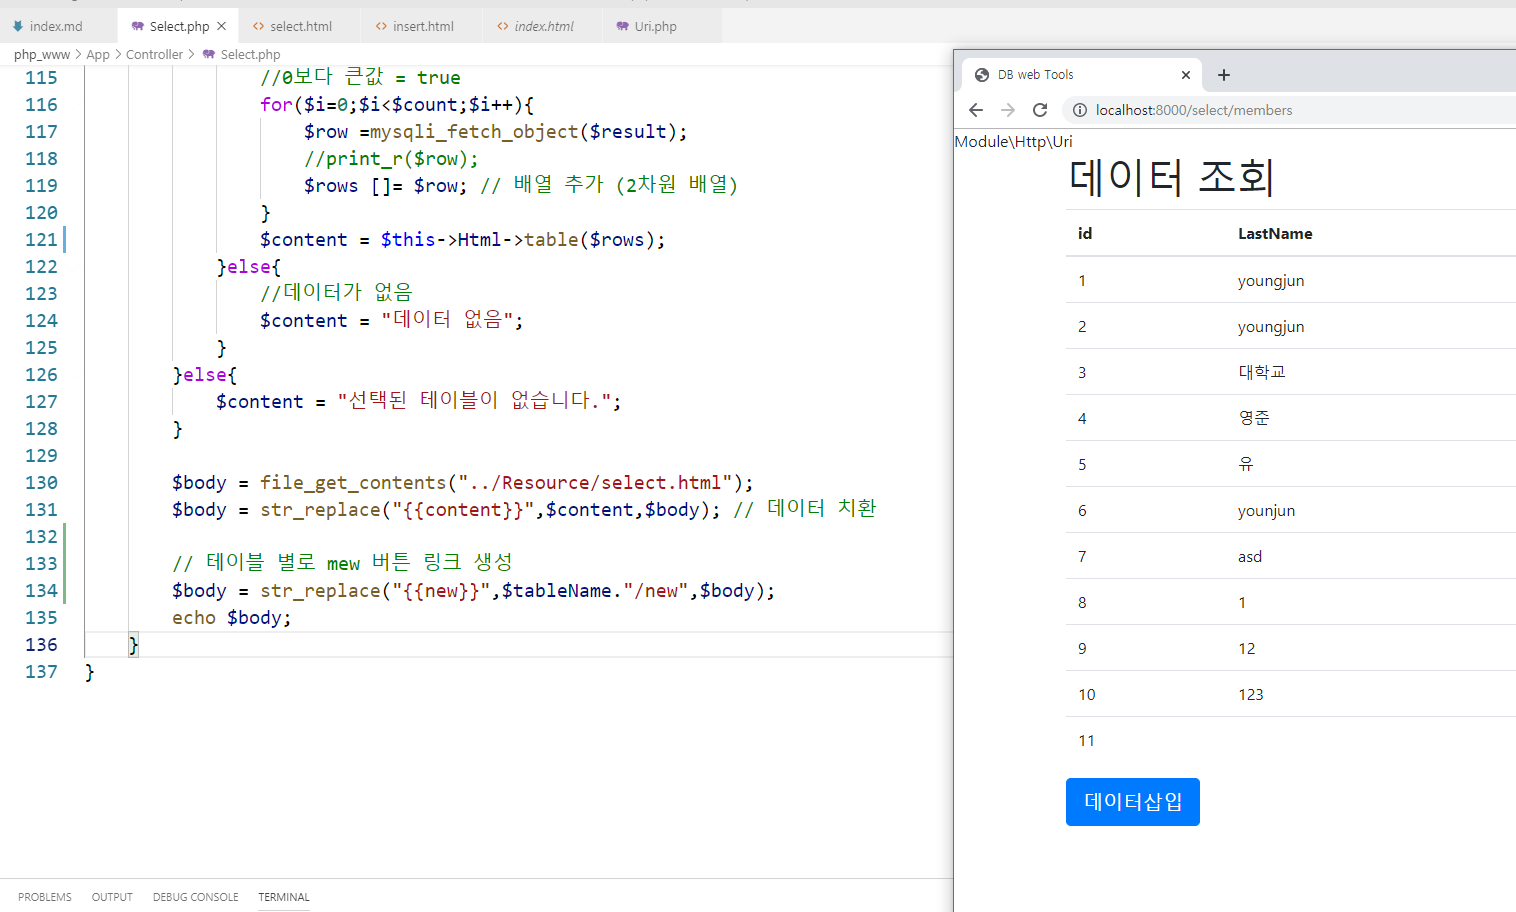 index.md
Select.php
select.html
insert.html
index.html
Uri.php
php_www > App > Controller > Select.php
115 //0보다 큰값 = true
116 for($i=0;$i<$count;$i++){
117 $row =mysqli_fetch_object($result);
118 //print_r($row);
119 $rows []= $row; // 배열 추가 (2차원 배열)
120 }
121 $content = $this->Html->table($rows);
122 }else{
123 //데이터가 없음
124 $content = "데이터 없음";
125 }
126 }else{
127 $content = "선택된 테이블이 없습니다.";
128 }
129
130 $body = file_get_contents("../Resource/select.html");
131 $body = str_replace("{{content}}",$content,$body); // 데이터 치환
132
133 // 테이블 별로 mew 버튼 링크 생성
134 $body = str_replace("{{new}}",$tableName."/new",$body);
135 echo $body;
136 }
137 }
PROBLEMS OUTPUT DEBUG CONSOLE TERMINAL
DB web Tools
localhost:8000/select/members
Module\Http\Uri
데이터 조회
id LastName
1 youngjun
2 youngjun
3 대학교
4 영준
5 유
6 younjun
7 asd
8 1
9 12
10 123
11
데이터삽입